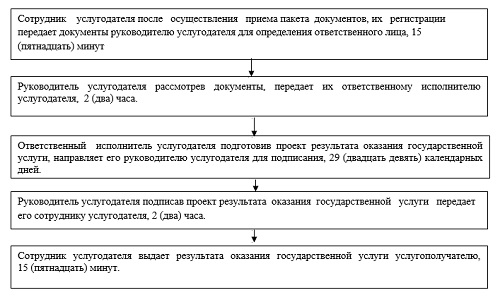 Сотрудник услугодателя после осуществления приема пакета документов, их регистрации
передает документы руководителю услугодателя для определения ответственного лица, 15
(пятнадцать) минут
Руководитель услугодателя рассмотрев документы, передает их ответственному исполнителю
услугодателя, 2 (два) часа.
Ответственный исполнитель услугодателя подготовив проект результата оказания государственной
услуги, направляет его руководителю услугодателя для подписания, 29 (двадцать девять) календарных
дней.
Руководитель услугодателя подписав проект результата оказания государственной услуги передает
его сотруднику услугодателя, 2 (два) часа.
Сотрудник услугодателя выдает результата оказания государственной услуги услугополучателю,
15 (пятнадцать) минут.